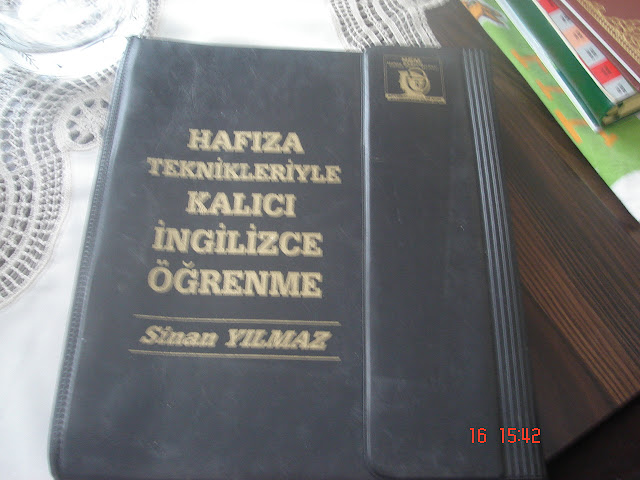 HAFIZA
TEKNİKLERİYLE
KALICI
İNGİLİZCE
ÖĞRENME
Sinan YILMAZ
16 15:42